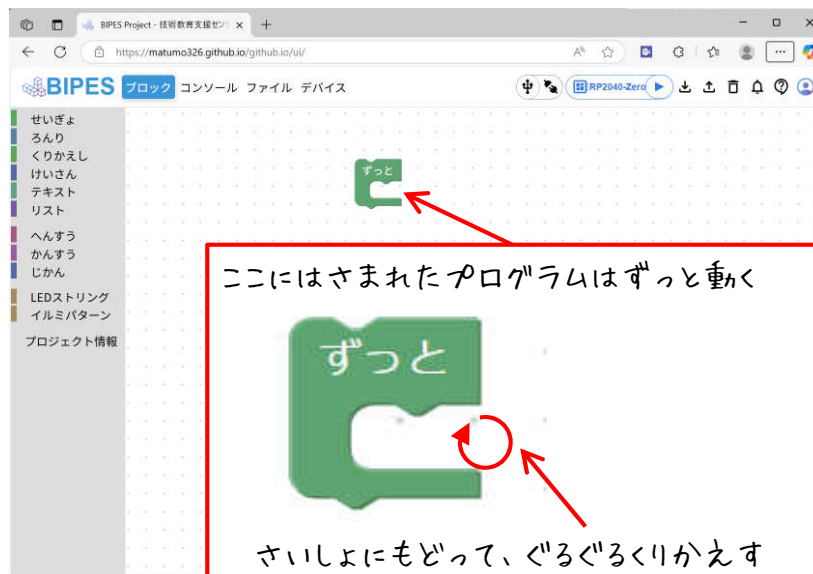 BIPES Project - 技術教育支援セン
https://matumo326.github.io/github.io/ui/
BIPES ブロック コンソール ファイル デバイス RP2040-Zero
せいぎょ
ろんり
くりかえし
けいさん
テキスト
リスト
へんすう
かんすう
じかん
LEDストリング
イルミパターン
プロジェクト情報
ずっと
ここにはさまれたプログラムはずっと動く
ずっと
さいしょにもどって、ぐるぐるくりかえす